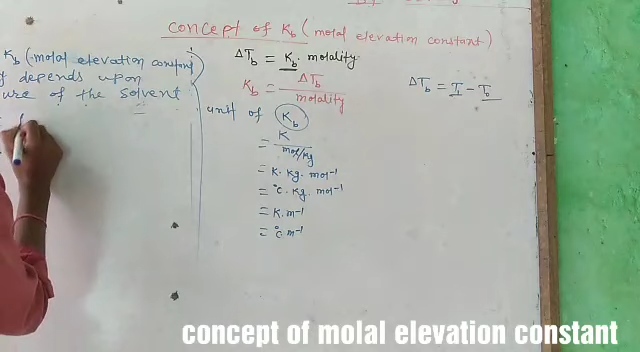 concept of Kb (molal elevation constant)
Kb (molal elevation constant)
depends upon
ure of the solvent
ΔTb = Kb. molality
Kb = ΔTb / molality
unit of Kb
= K / mol/Kg
= K. Kg. mol⁻¹
= °C. Kg. mol⁻¹
= K. m⁻¹
= °C. m⁻¹
concept of molal elevation constant